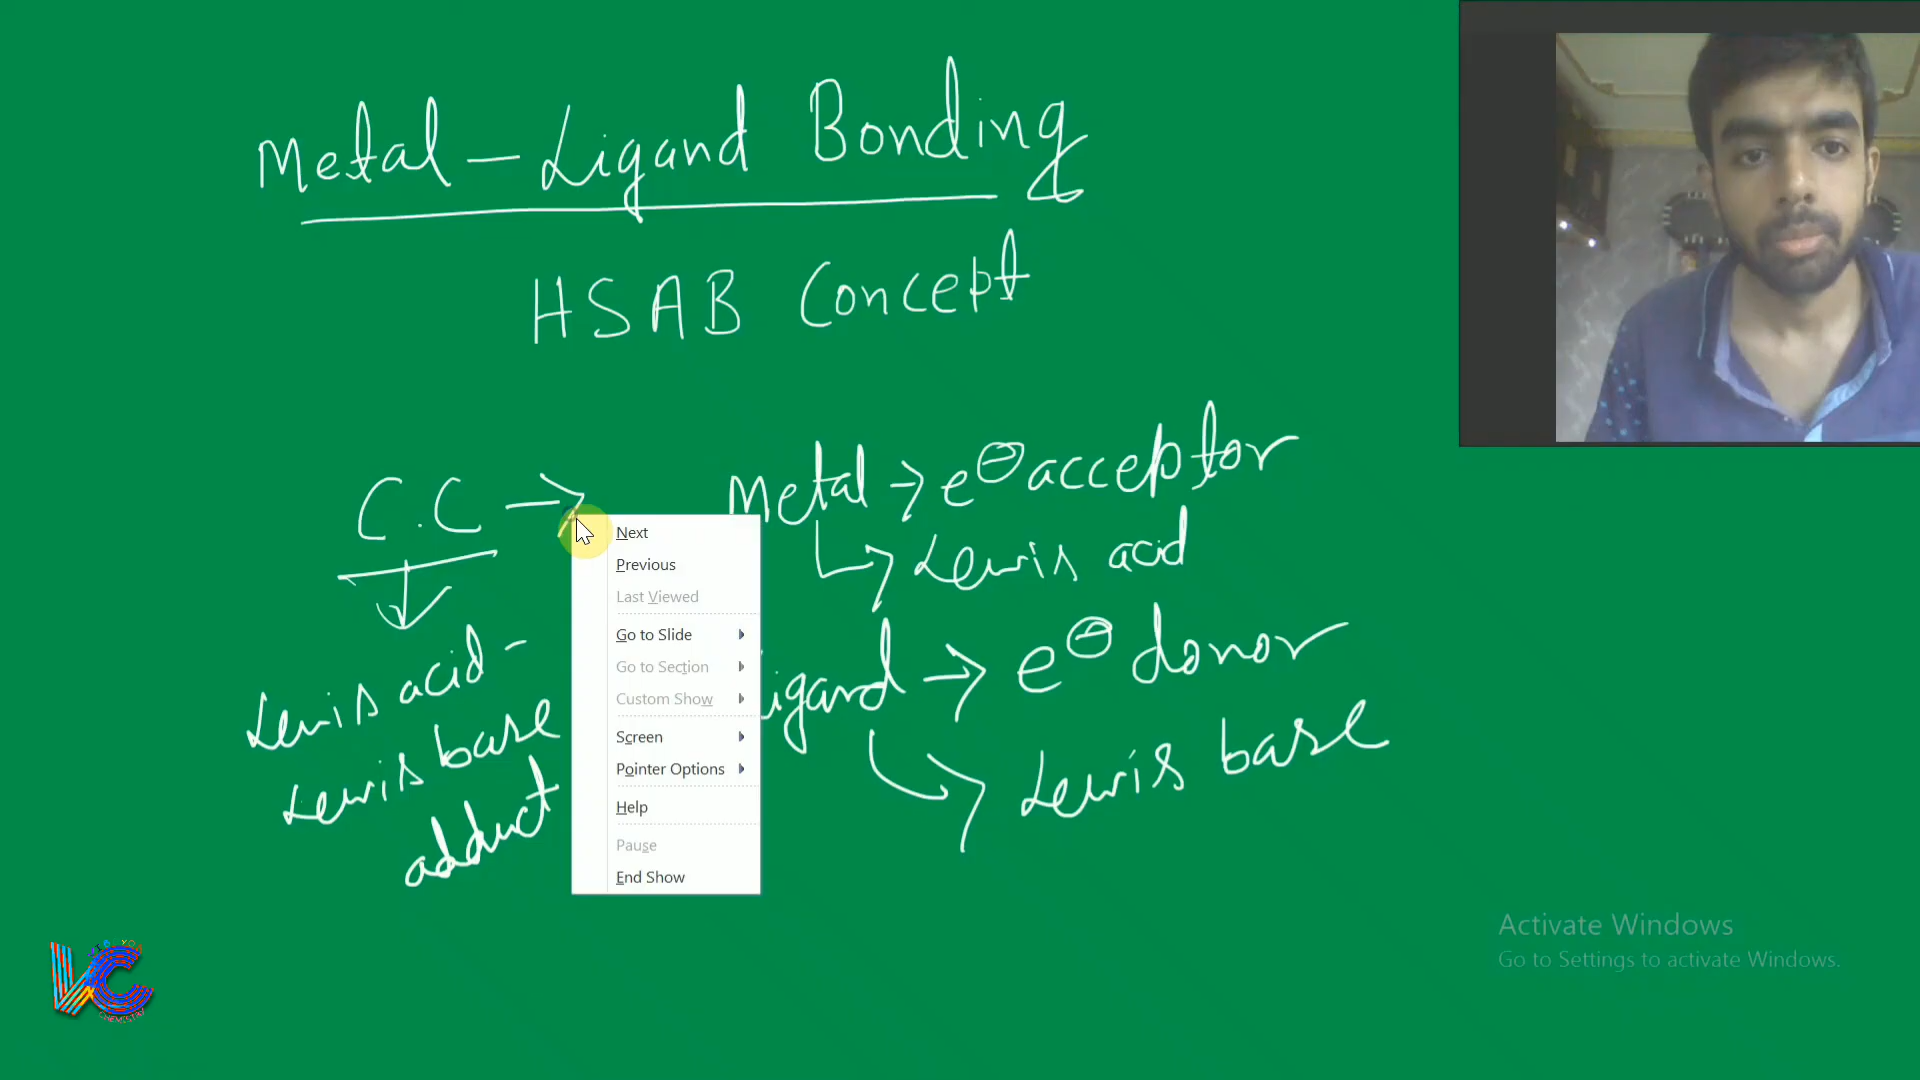 Metal - Ligand Bonding
HSAB Concept
C.C →
Metal → e⊖ acceptor
↳ Lewis acid
igand → e⊖ donor
↳ Lewis base
Lewis acid -
Lewis base
adduct
Next
Previous
Last Viewed
Go to Slide
Go to Section
Custom Show
Screen
Pointer Options
Help
Pause
End Show
Activate Windows
Go to Settings to activate Windows.
VC
CHEMISTRY